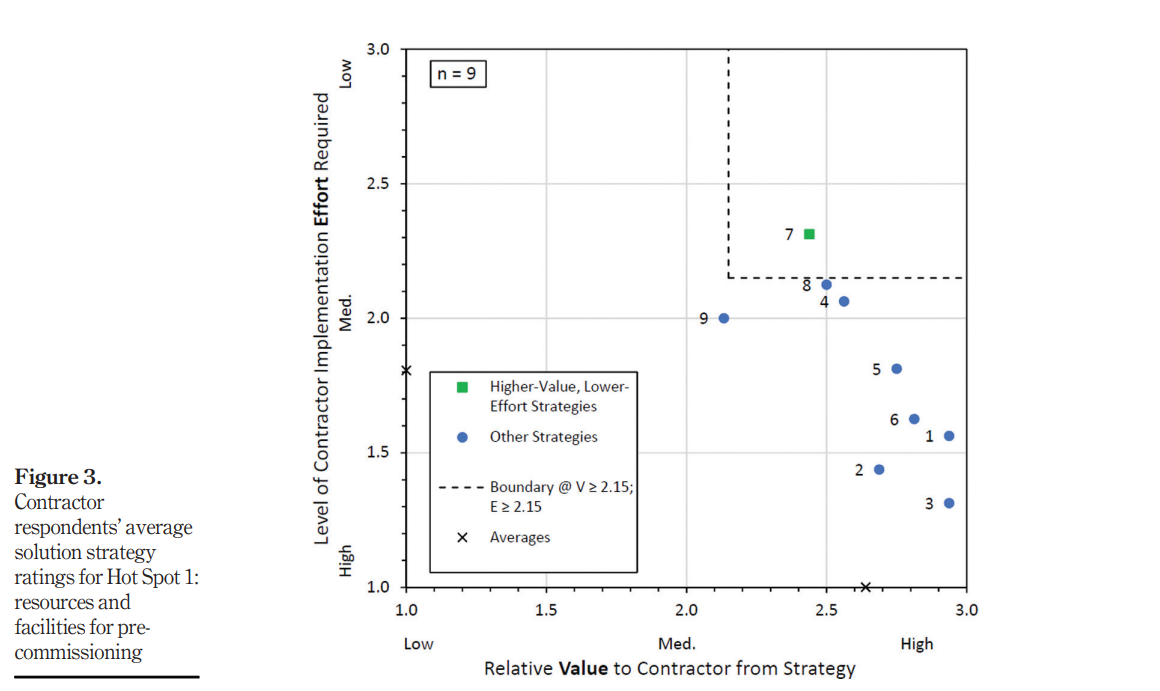 3.0
Low
n = 9
Level of Contractor Implementation Effort Required
2.5
7
8
4
Med.
2.0
9
5
Higher-Value, Lower-
Effort Strategies
6
Other Strategies
1
1.5
2
Figure 3.
Contractor
respondents’ average
solution strategy
ratings for Hot Spot 1:
resources and
facilities for pre-
commissioning
Boundary @ V ≥ 2.15;
E ≥ 2.15
3
Averages
High
1.0
1.0
1.5
2.0
2.5
3.0
Low
Med.
High
Relative Value to Contractor from Strategy